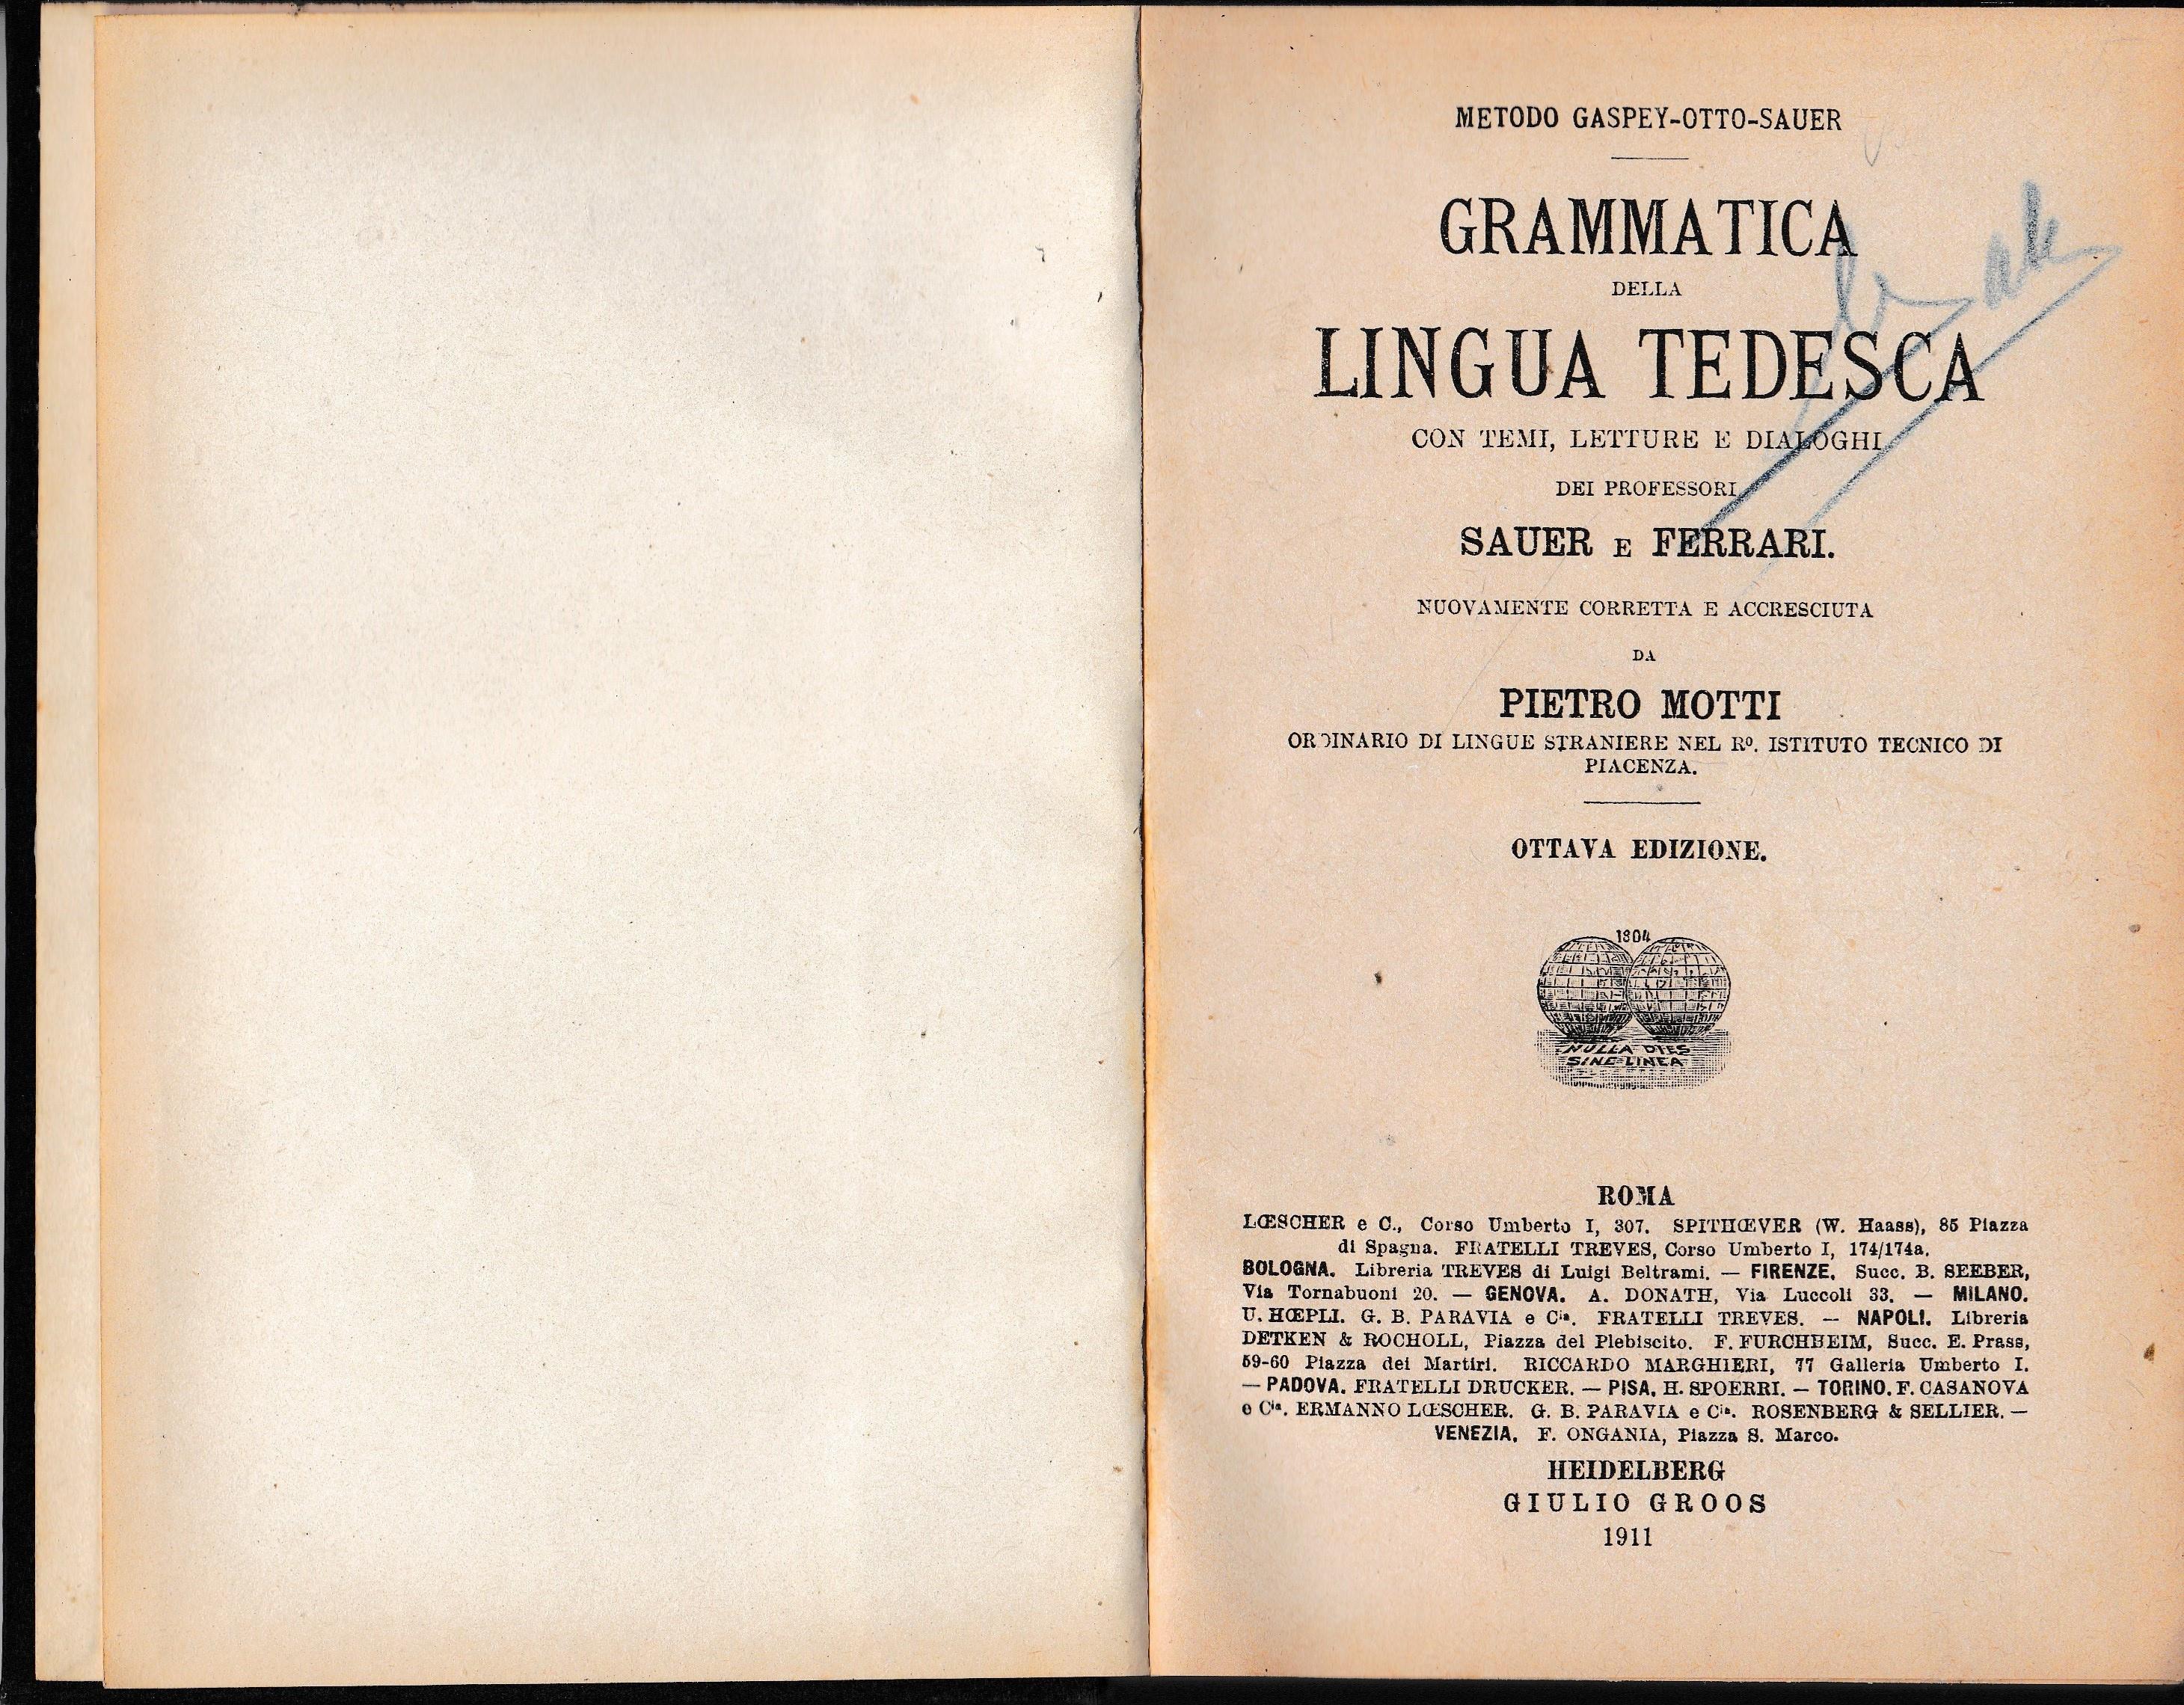 METODO GASPEY-OTTO-SAUER
GRAMMATICA
DELLA
LINGUA TEDESCA
CON TEMI, LETTURE E DIALOGHI
DEI PROFESSORI
SAUER E FERRARI.
NUOVAMENTE CORRETTA E ACCRESCIUTA
DA
PIETRO MOTTI
ORDINARIO DI LINGUE STRANIERE NEL Rº. ISTITUTO TECNICO DI
PIACENZA.
OTTAVA EDIZIONE.
1804
NULLA DIES
SINE LINEA
ROMA
LŒSCHER e C., Corso Umberto I, 307. SPITHŒVER (W. Haass), 85 Piazza
di Spagna. FRATELLI TREVES, Corso Umberto I, 174/174a.
BOLOGNA. Libreria TREVES di Luigi Beltrami. — FIRENZE. Succ. B. SEEBER,
Via Tornabuoni 20. — GENOVA. A. DONATH, Via Luccoli 33. — MILANO.
U. HŒPLI. G. B. PARAVIA e Cia. FRATELLI TREVES. — NAPOLI. Libreria
DETKEN & ROCHOLL, Piazza del Plebiscito. F. FURCHHEIM, Succ. E. Prass,
59-60 Piazza dei Martiri. RICCARDO MARGHIERI, 77 Galleria Umberto I.
— PADOVA. FRATELLI DRUCKER. — PISA. H. SPOERRI. — TORINO. F. CASANOVA
e Cia. ERMANNO LŒSCHER. G. B. PARAVIA e Cia. ROSENBERG & SELLIER. —
VENEZIA. F. ONGANIA, Piazza S. Marco.
HEIDELBERG
GIULIO GROOS
1911